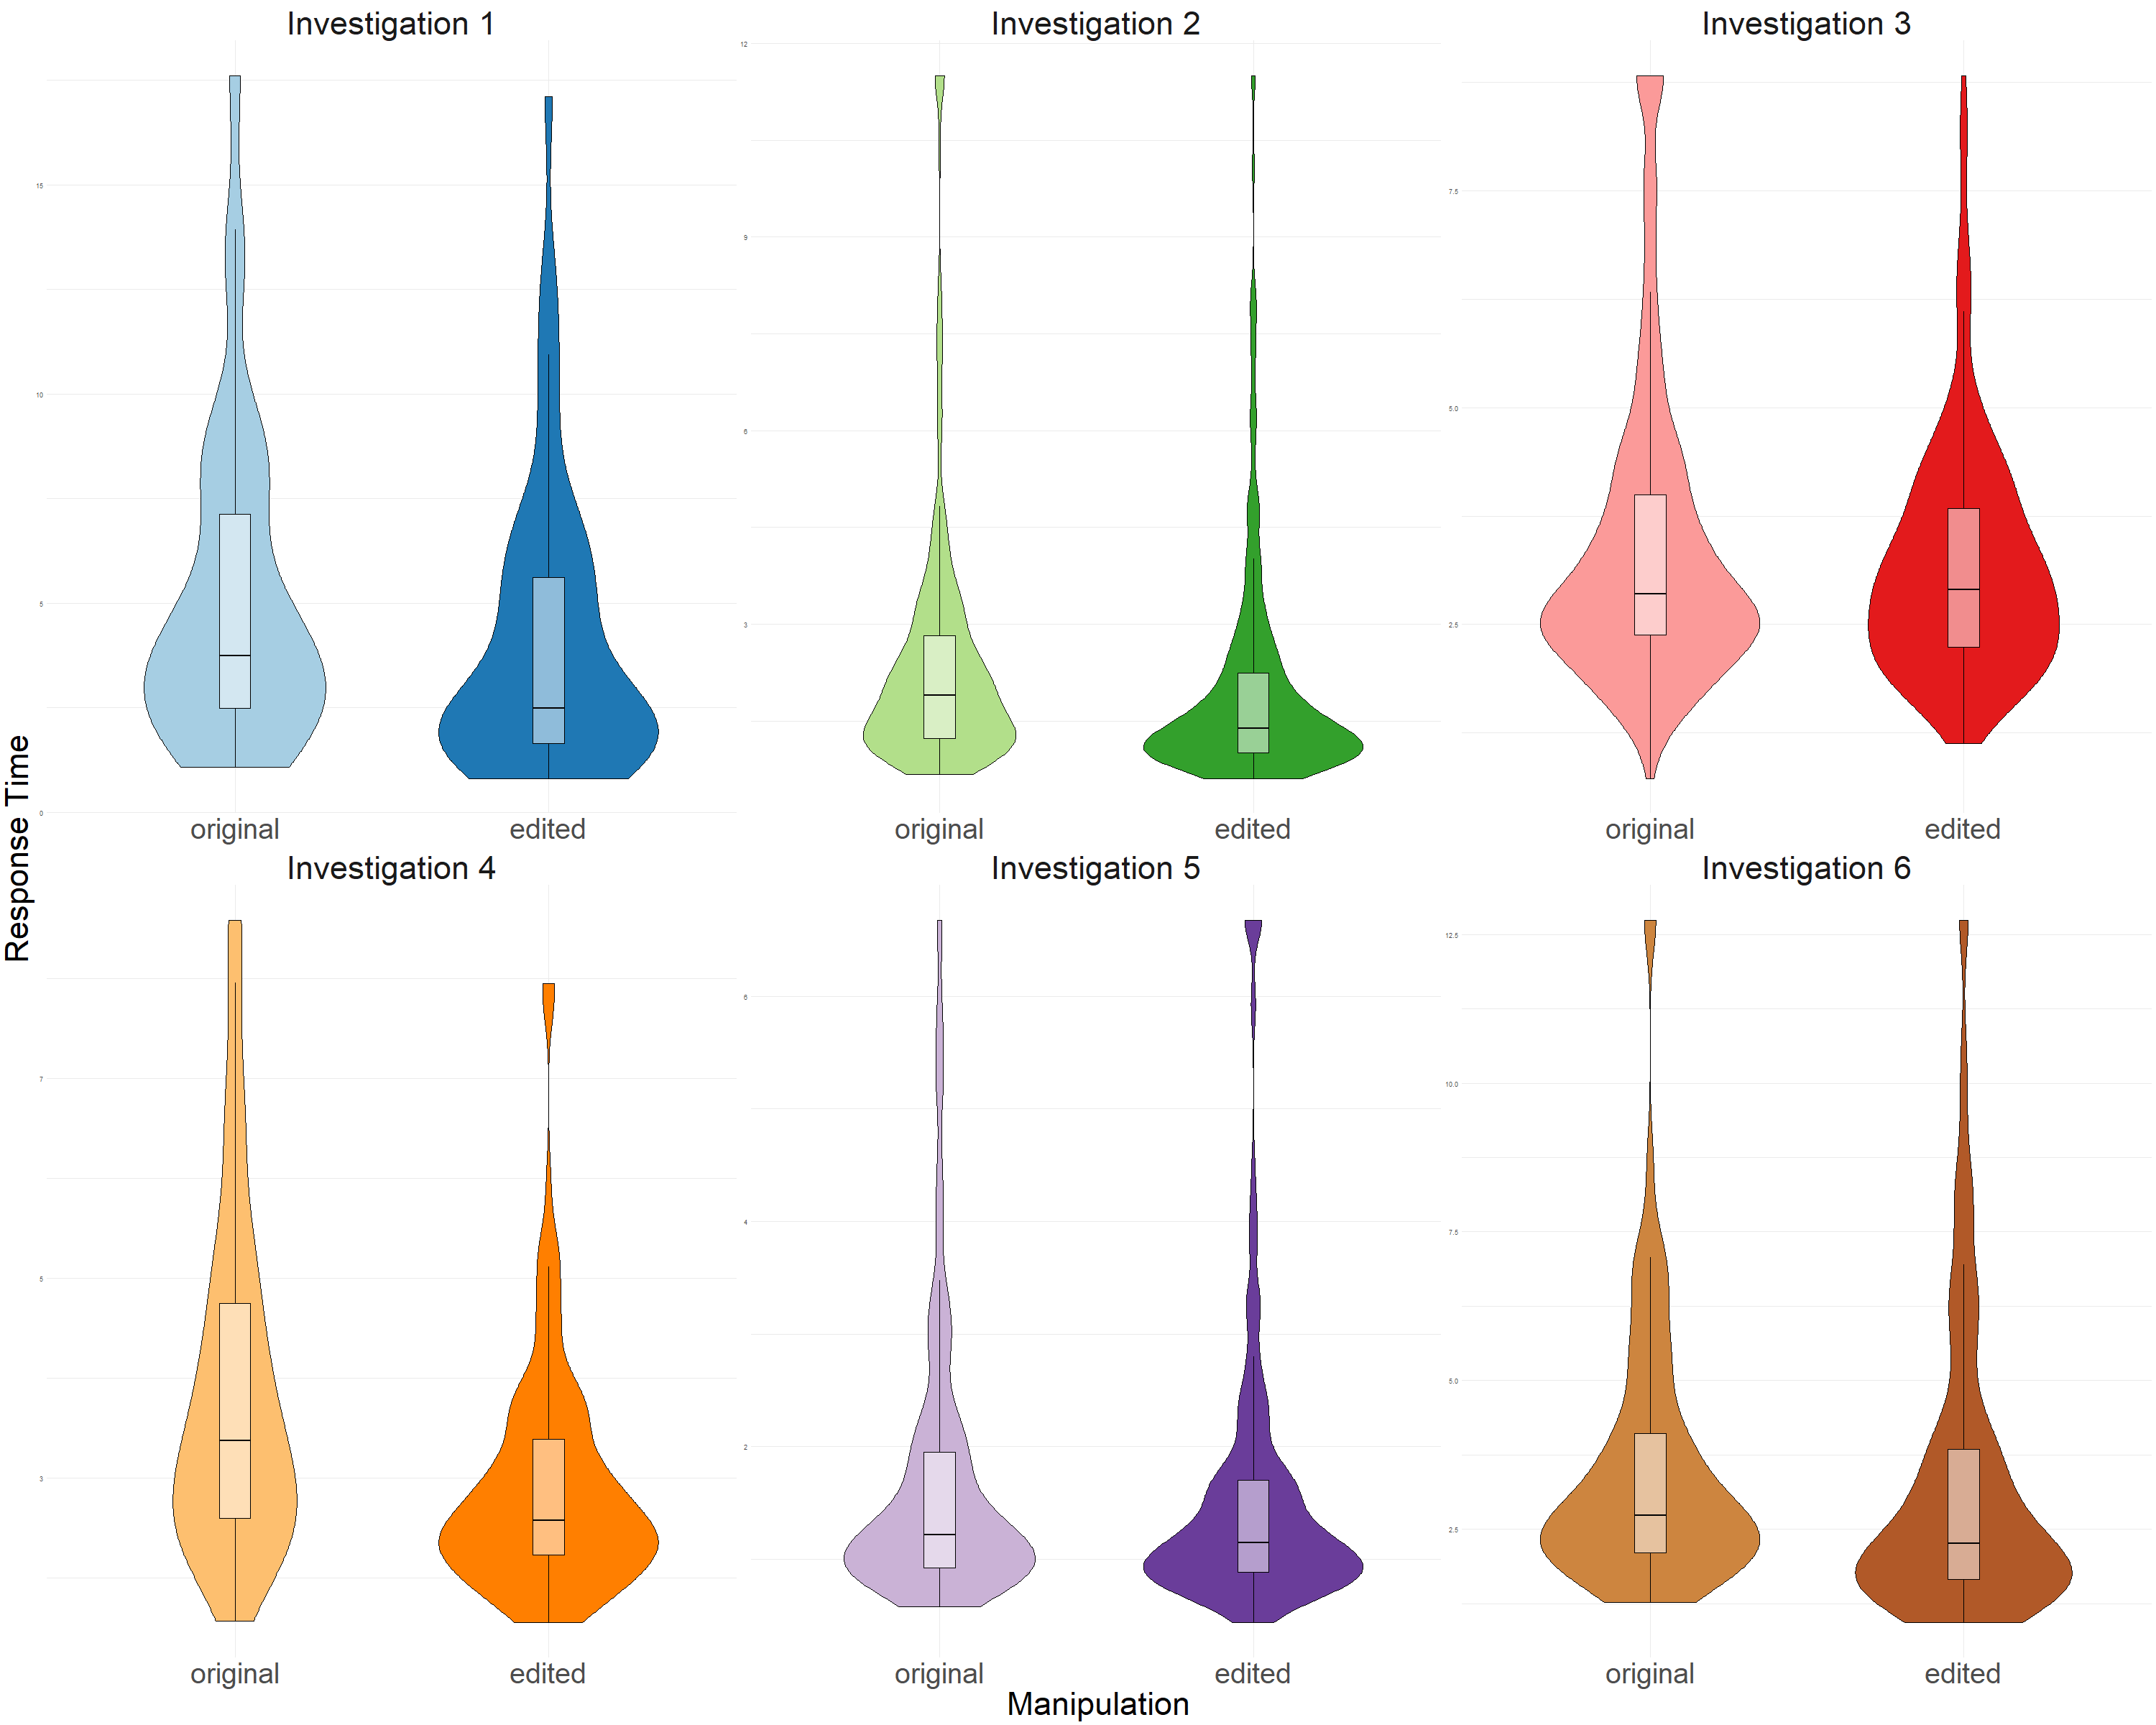 Investigation 1
Investigation 2
Investigation 3
15
10
5
0
12
9
6
3
7.5
5.0
2.5
original
edited
original
edited
original
edited
Response Time
Investigation 4
Investigation 5
Investigation 6
7
5
3
6
4
2
12.5
10.0
7.5
5.0
2.5
original
edited
original
edited
original
edited
Manipulation